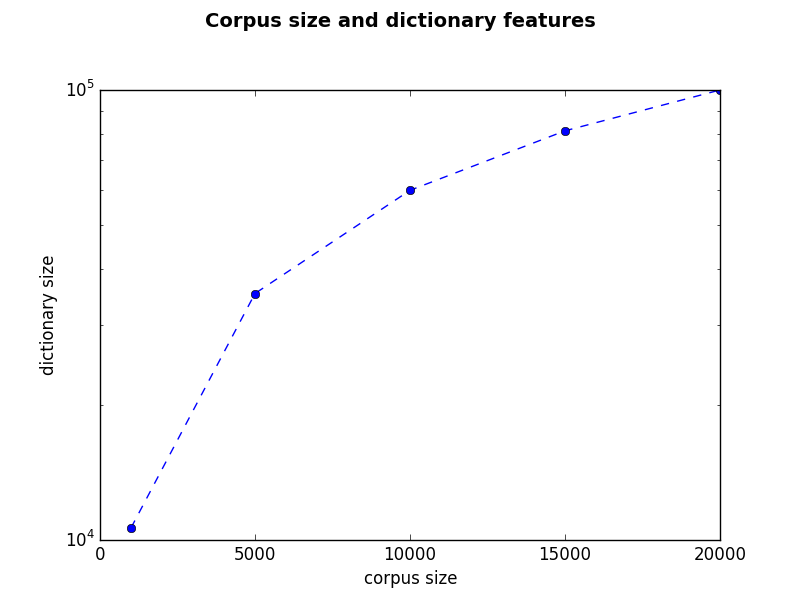 Corpus size and dictionary features
10^5
dictionary size
10^4
0 5000 10000 15000 20000
corpus size